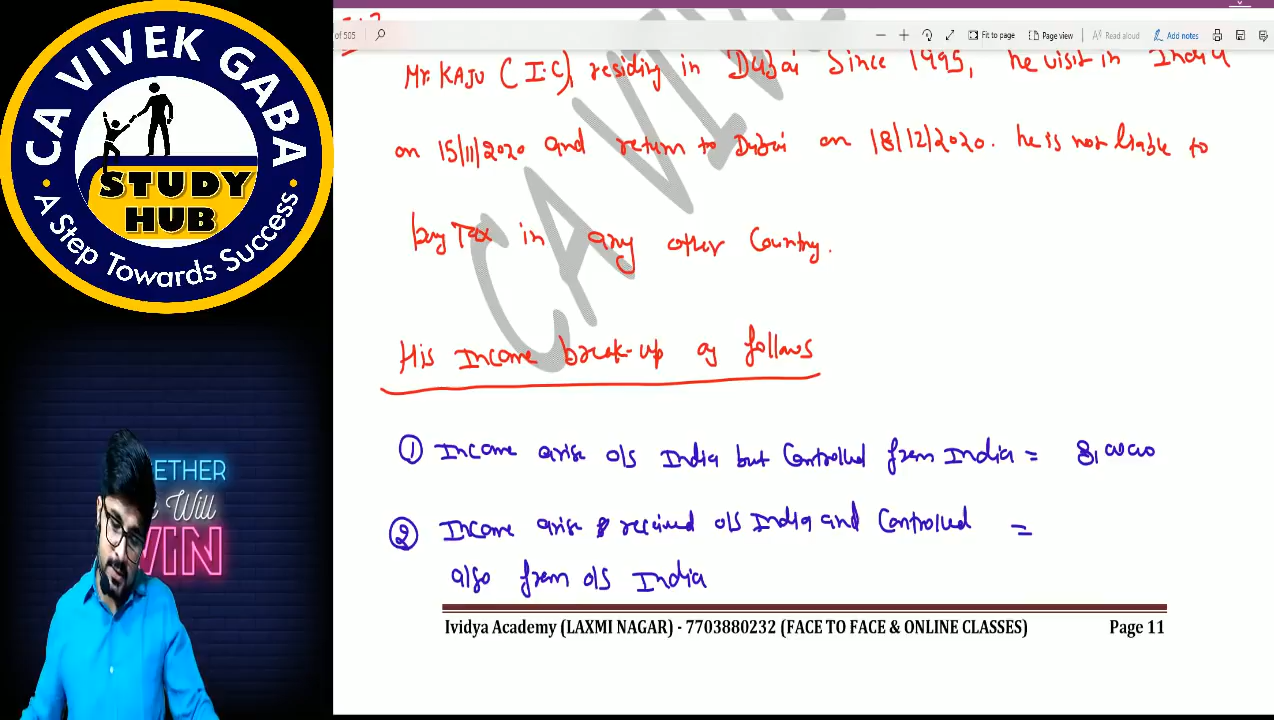 CA VIVEK GABA
STUDY
HUB
A Step Towards Success
of 585
Fit to page
Page view
Read aloud
Add notes
Mr. KAJU (I.C), residing in Dubai Since 1995, he visit in India
on 15/11/2020 and return to Dubai on 18/12/2020. he is not liable to
pay Tax in any other Country.
His Income break-up as follows
① Income arise o/s India but Controlled from India =
② Income arise & received o/s India and Controlled =
also from o/s India
CA VIV
ETHER
e Will
WIN
Ividya Academy (LAXMI NAGAR) - 7703880232 (FACE TO FACE & ONLINE CLASSES) Page 11